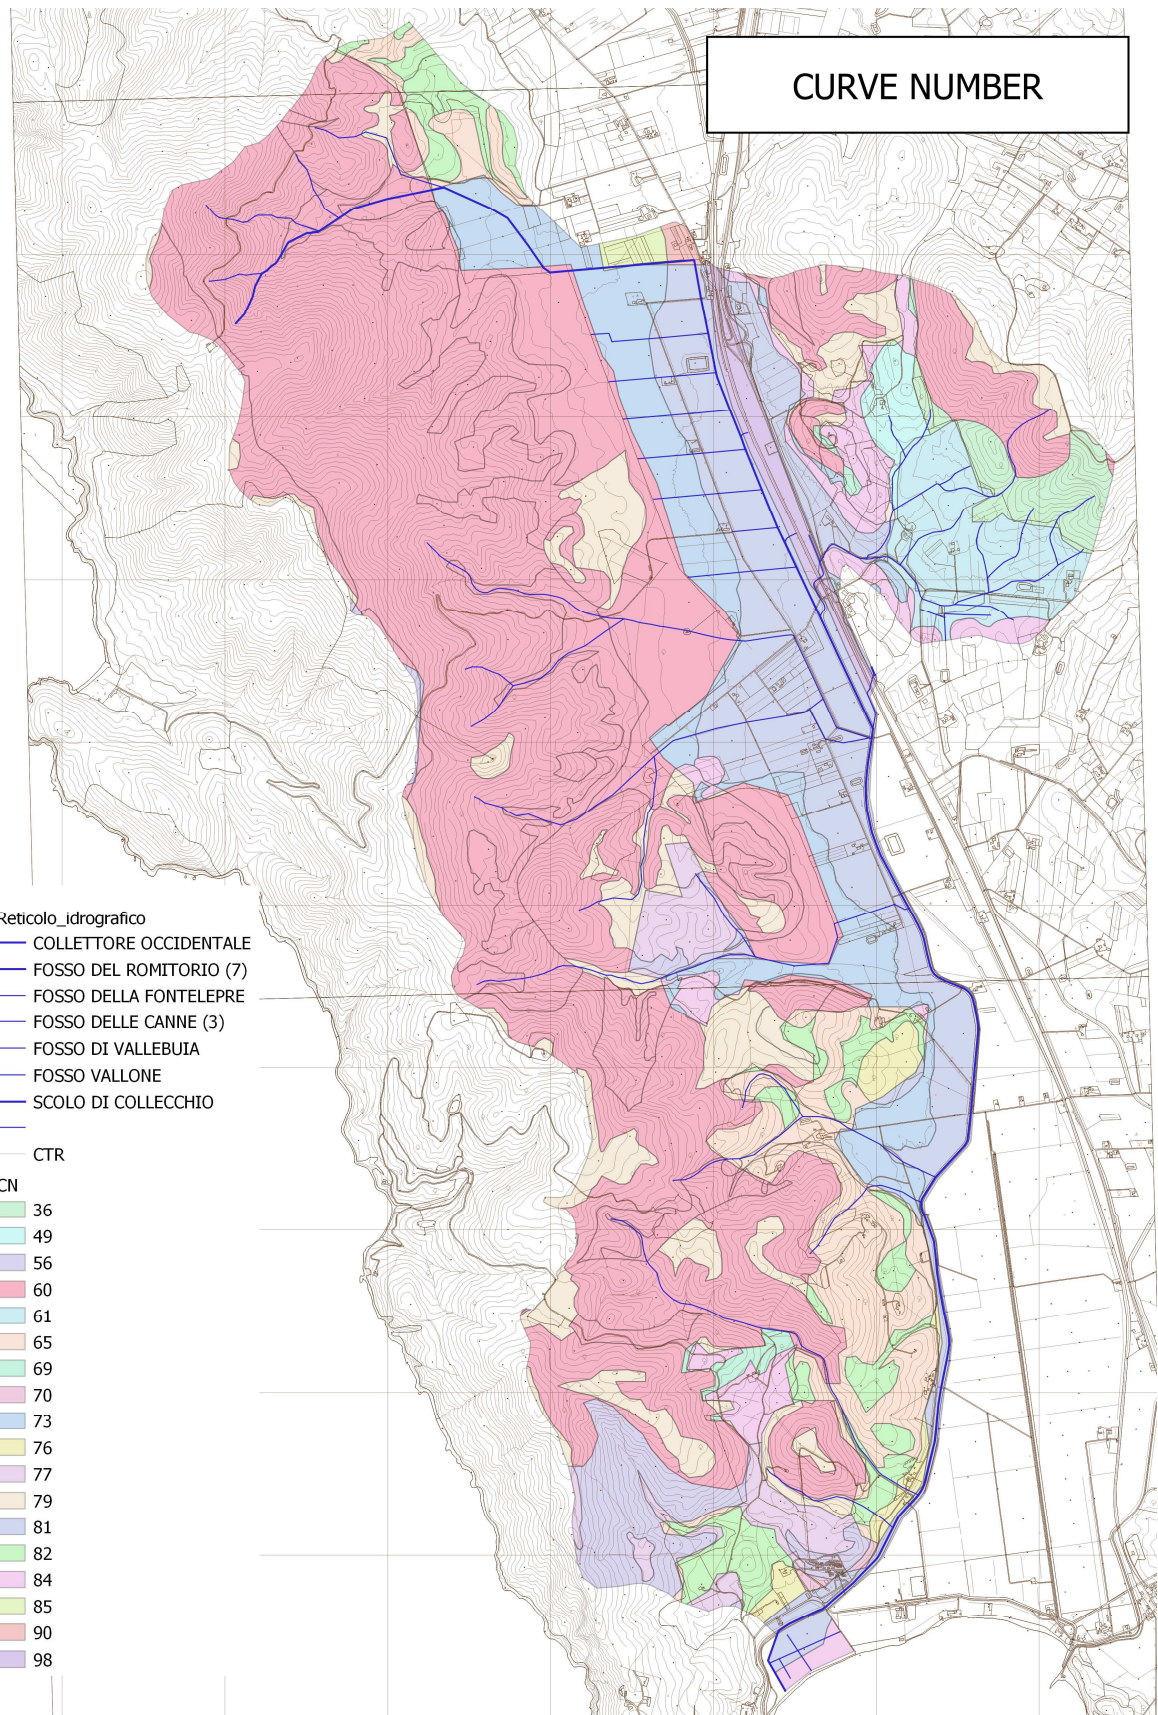 CURVE NUMBER
Reticolo_idrografico
COLLETTORE OCCIDENTALE
FOSSO DEL ROMITORIO (7)
FOSSO DELLA FONTELEPRE
FOSSO DELLE CANNE (3)
FOSSO DI VALLEBUIA
FOSSO VALLONE
SCOLO DI COLLECCHIO
CTR
CN
36
49
56
60
61
65
69
70
73
76
77
79
81
82
84
85
90
98